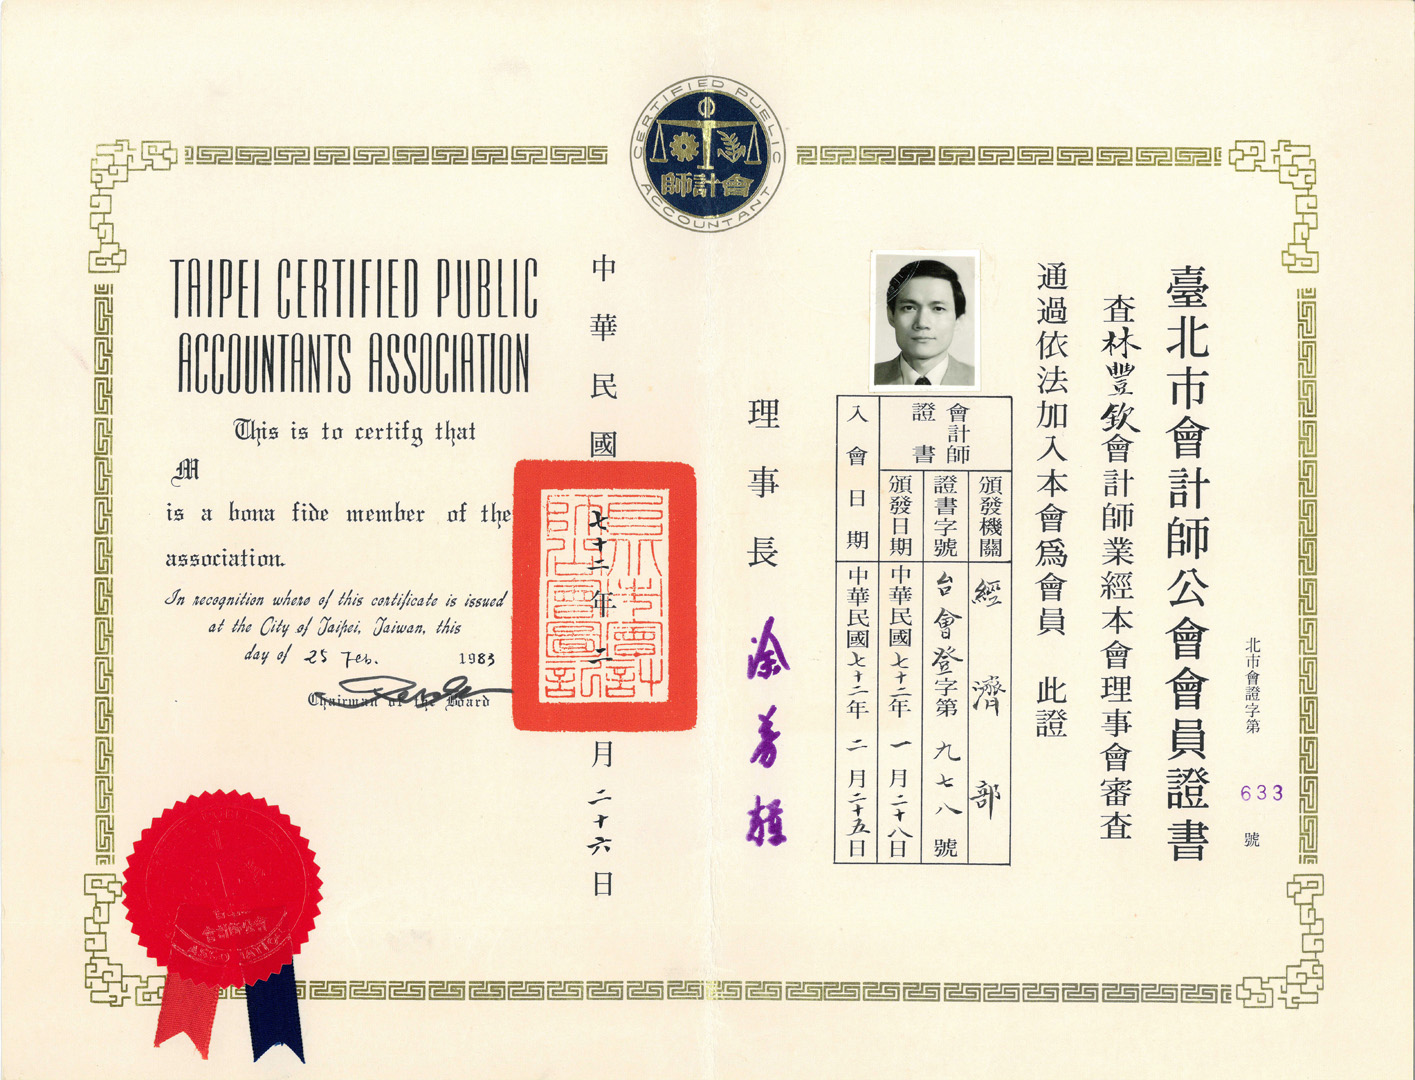 CERTIFIED PUBLIC ACCOUNTANT
師計會
臺北市會計師公會會員證書
北市會證字第 633 號
查林豐欽會計師業經本會理事會審查
通過依法加入本會爲會員 此證
會計師證書
頒發機關 經濟部
證書字號 台會登字第九七八號
頒發日期 中華民國七十二年一月二十八日
入會日期 中華民國七十二年二月二十五日
理事長
中華民國七十二年二月二十六日
TAIPEI CERTIFIED PUBLIC
ACCOUNTANTS ASSOCIATION
This is to certify that
M
is a bona fide member of the
association.
In recognition where of this certificate is issued
at the City of Taipei, Taiwan, this
day of 25 Feb. 1983
Chairman of the Board